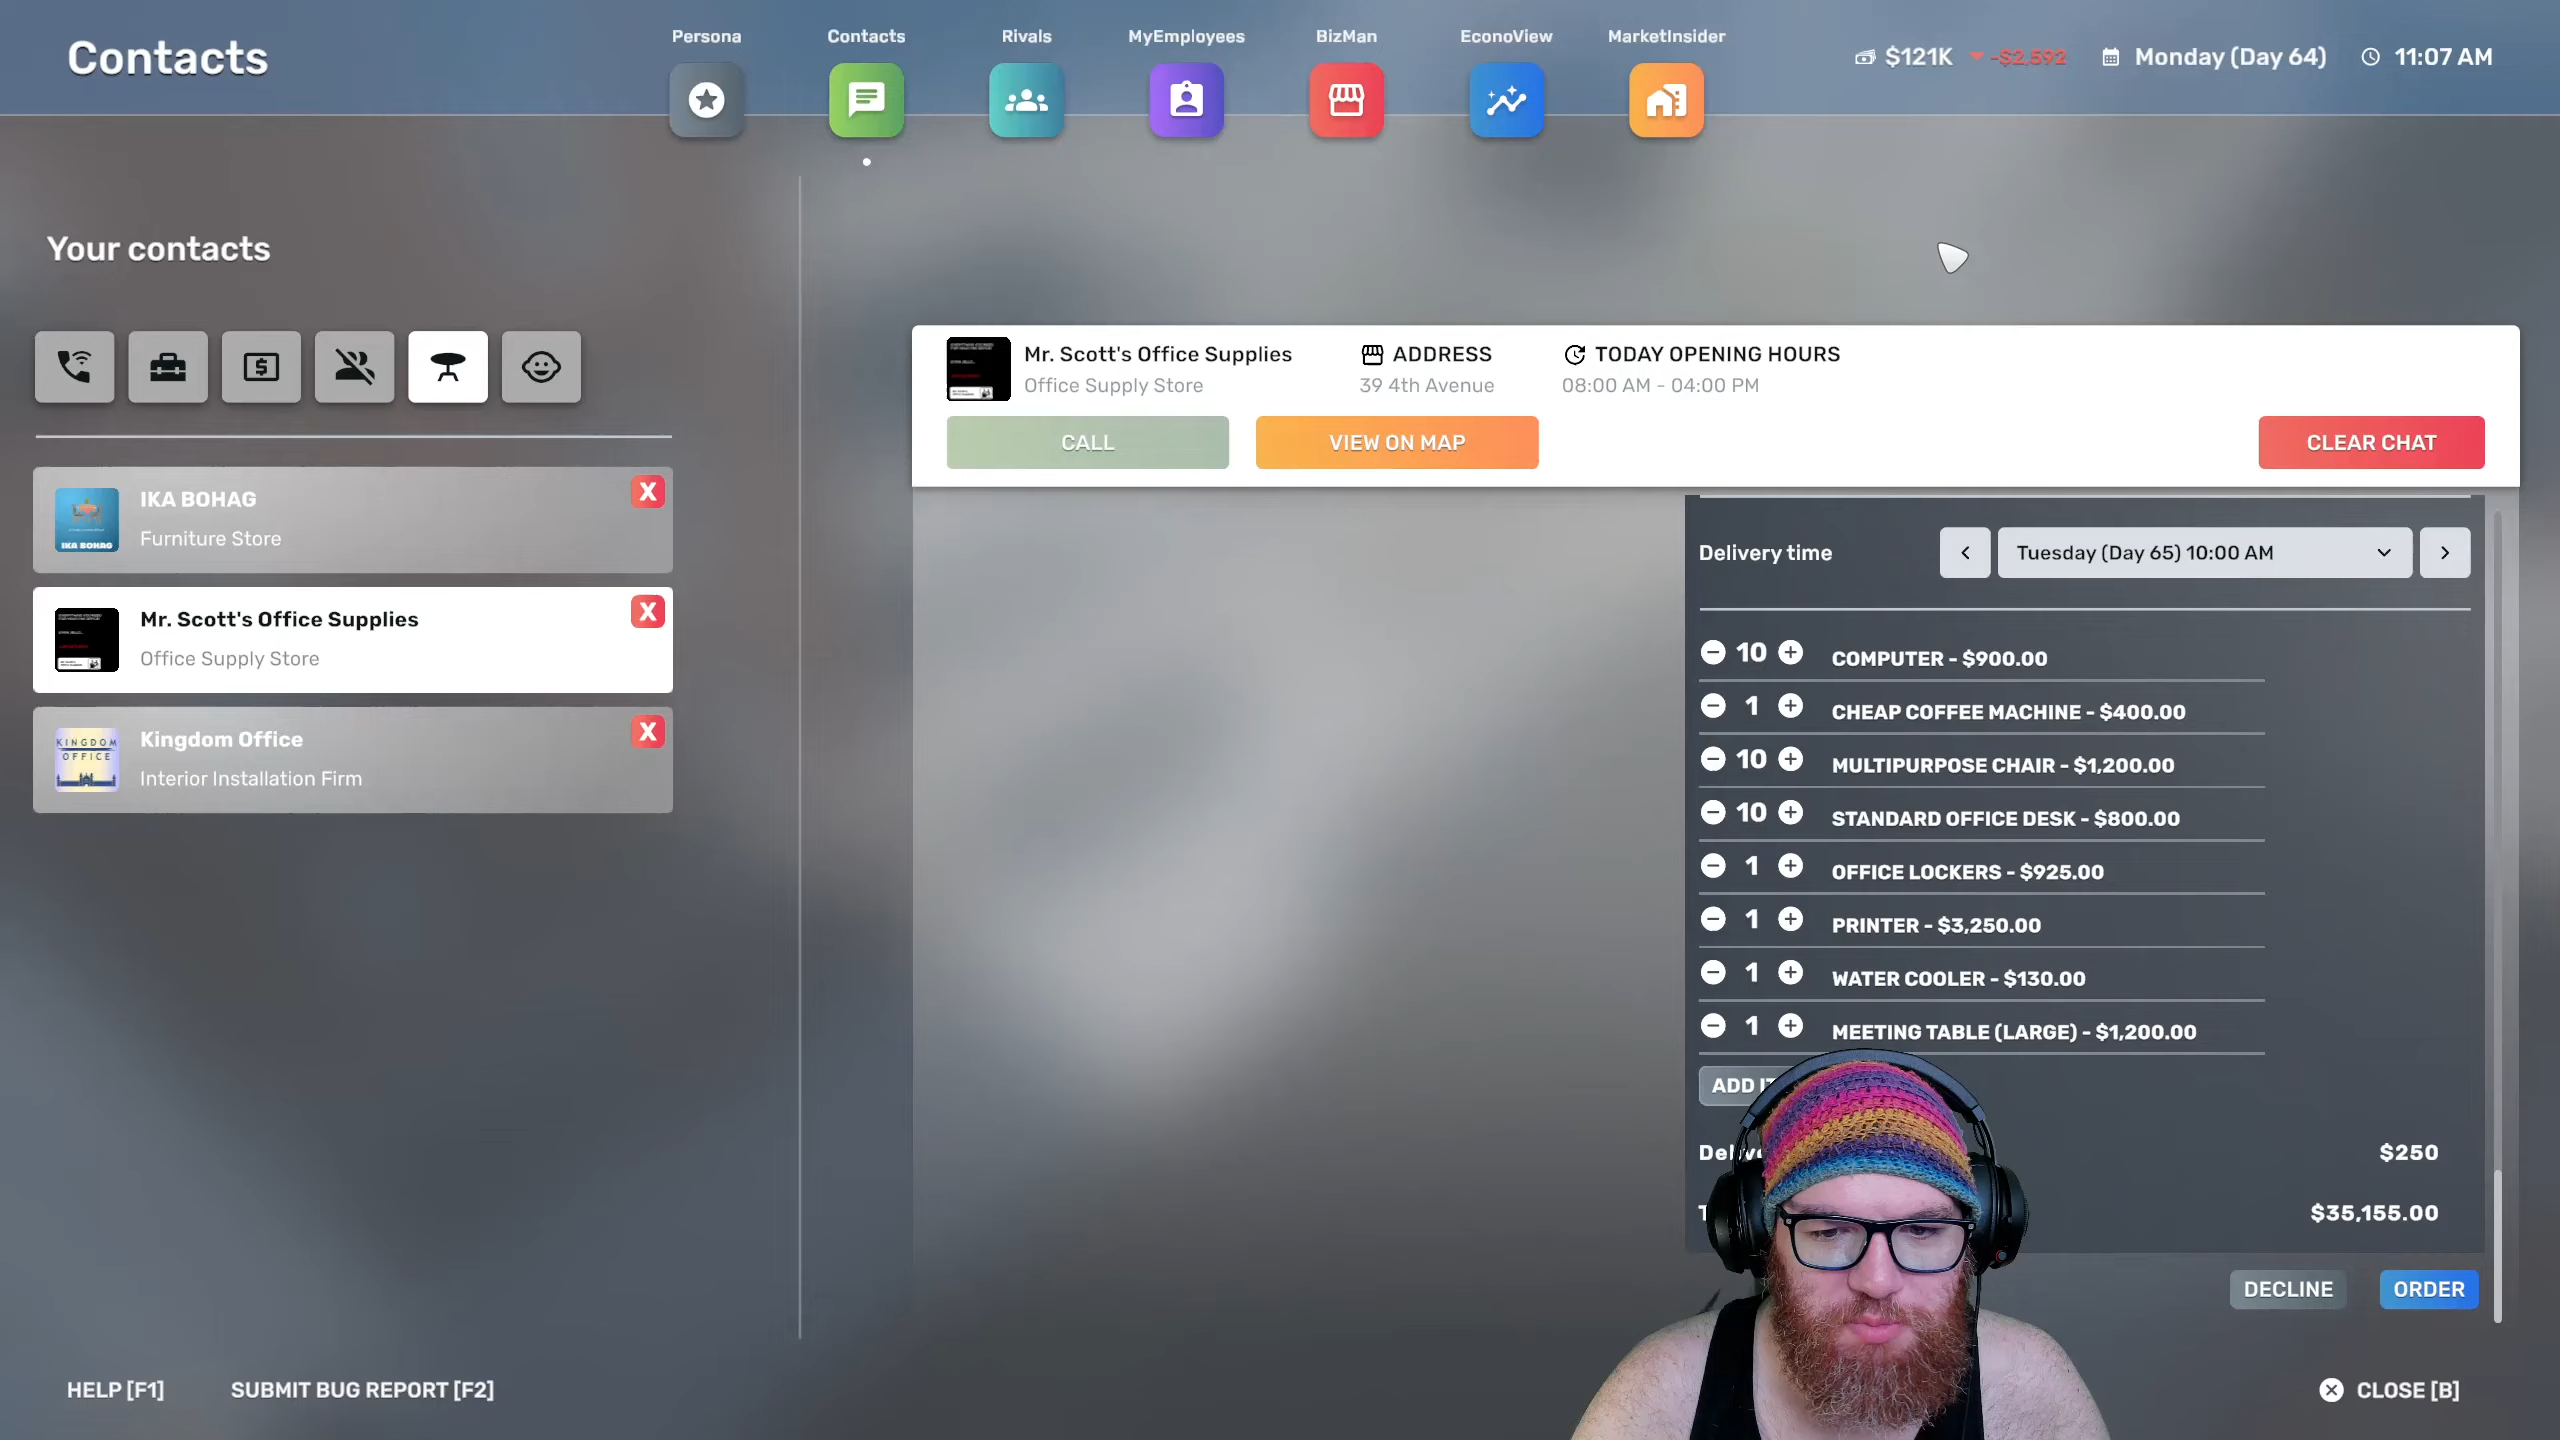 Contacts
Persona
Contacts
Rivals
MyEmployees
BizMan
EconoView
MarketInsider
$121K
-$2,592
Monday (Day 64)
11:07 AM
Your contacts
IKA BOHAG
Furniture Store
X
IKA BOHAG
Mr. Scott's Office Supplies
Office Supply Store
X
Kingdom Office
Interior Installation Firm
X
KINGDOM
OFFICE
Mr. Scott's Office Supplies
Office Supply Store
ADDRESS
39 4th Avenue
TODAY OPENING HOURS
08:00 AM - 04:00 PM
CALL
VIEW ON MAP
CLEAR CHAT
Delivery time
Tuesday (Day 65) 10:00 AM
10 COMPUTER - $900.00
1 CHEAP COFFEE MACHINE - $400.00
10 MULTIPURPOSE CHAIR - $1,200.00
10 STANDARD OFFICE DESK - $800.00
1 OFFICE LOCKERS - $925.00
1 PRINTER - $3,250.00
1 WATER COOLER - $130.00
1 MEETING TABLE (LARGE) - $1,200.00
ADD
$250
$35,155.00
DECLINE
ORDER
HELP [F1]
SUBMIT BUG REPORT [F2]
CLOSE [B]